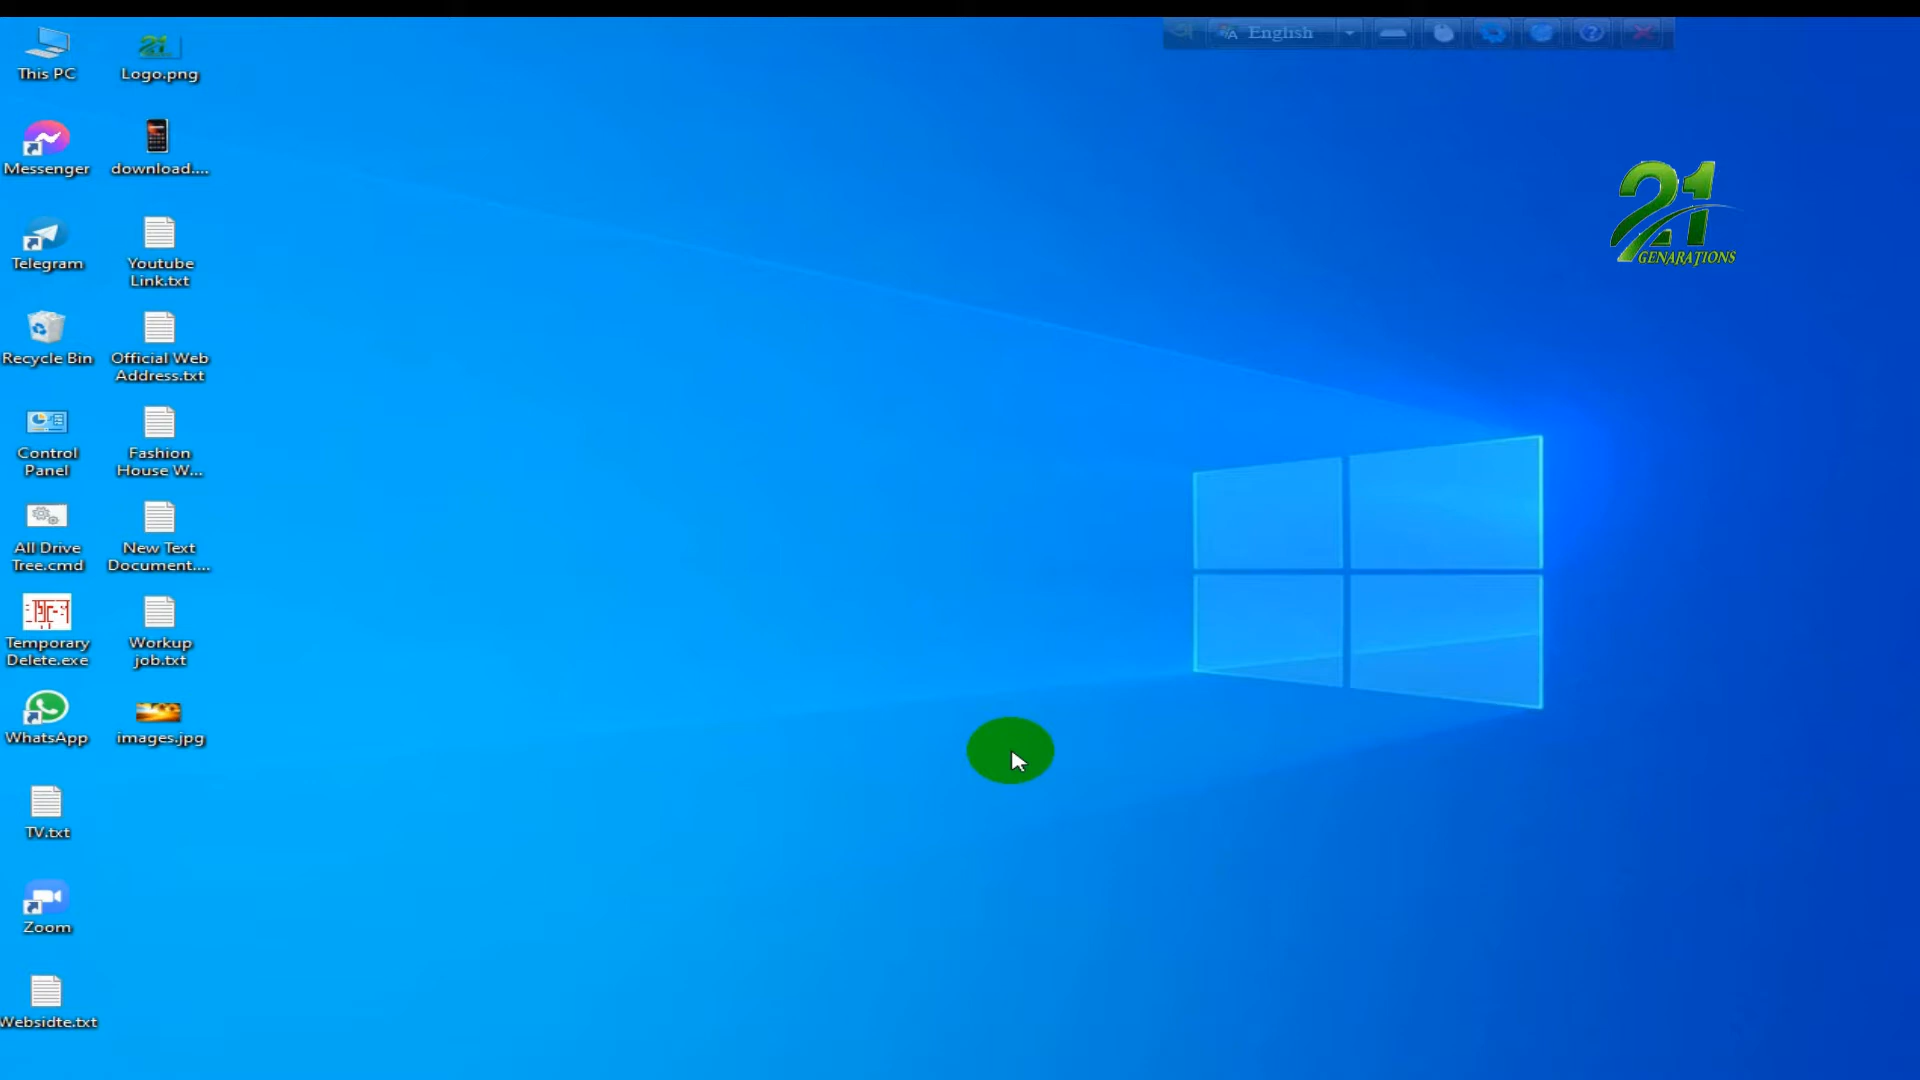 English
This PC
Logo.png
Messenger
download....
Telegram
Youtube
Link.txt
Recycle Bin
Official Web
Address.txt
Control
Panel
Fashion
House W...
All Drive
Tree.cmd
New Text
Document....
Temporary
Delete.exe
Workup
job.txt
WhatsApp
images.jpg
TV.txt
Zoom
Websidte.txt
21
GENARATIONS